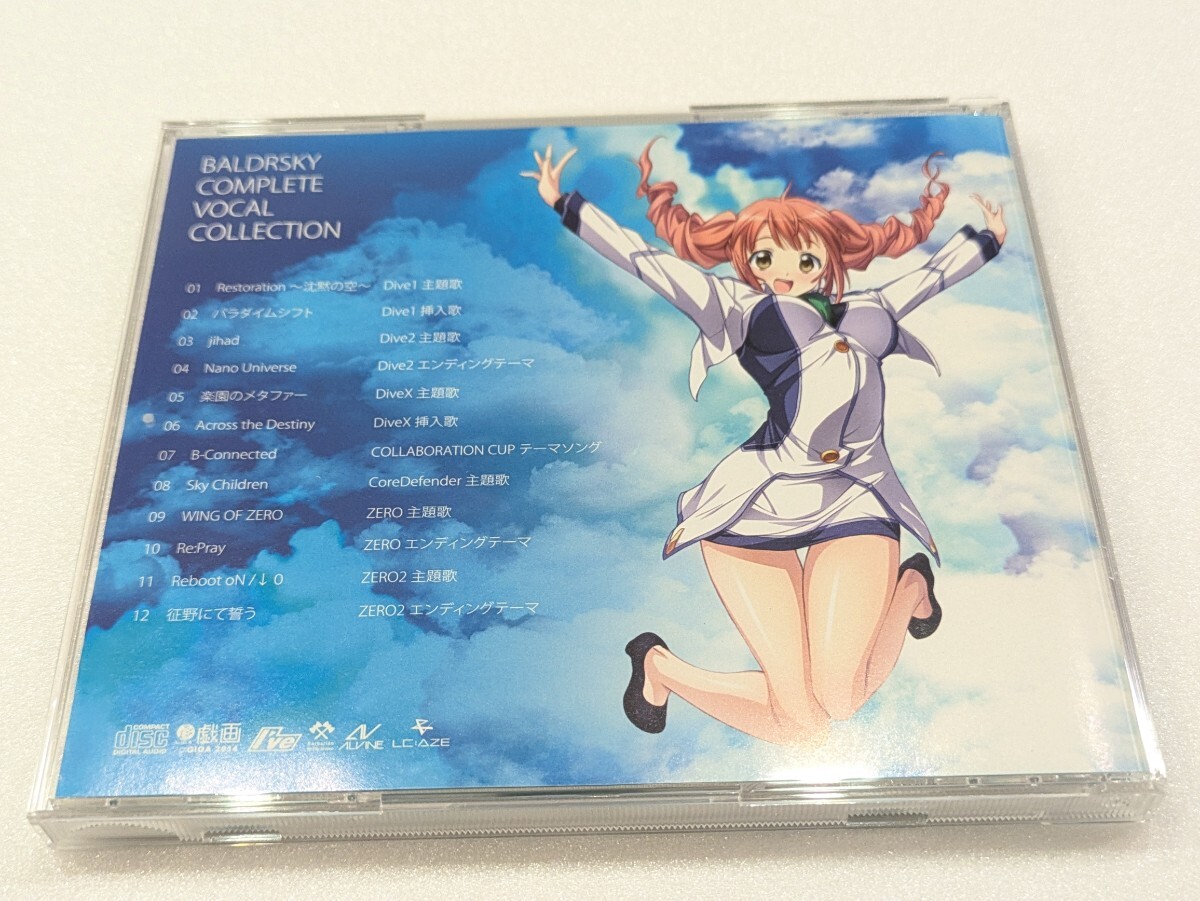 BALDRSKY
COMPLETE
VOCAL
COLLECTION
01 Restoration ～沈黙の空～ Dive1 主題歌
02 パラダイムシフト Dive1 挿入歌
03 jihad Dive2 主題歌
04 Nano Universe Dive2 エンディングテーマ
05 楽園のメタファー DiveX 主題歌
06 Across the Destiny DiveX 挿入歌
07 B-Connected COLLABORATION CUP テーマソング
08 Sky Children CoreDefender 主題歌
09 WING OF ZERO ZERO 主題歌
10 Re:Pray ZERO エンディングテーマ
11 Reboot oN /↓ 0 ZERO2 主題歌
12 征野にて誓う ZERO2 エンディングテーマ
COMPACT
disc
DIGITAL AUDIO
戯画
©GIGA 2014
I've
ALVINE
LC:AZE